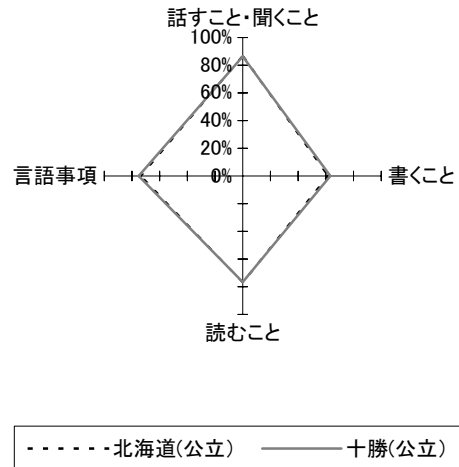 話すこと・聞くこと
100%
80%
60%
40%
20%
0%
言語事項
書くこと
読むこと
北海道(公立)
十勝(公立)